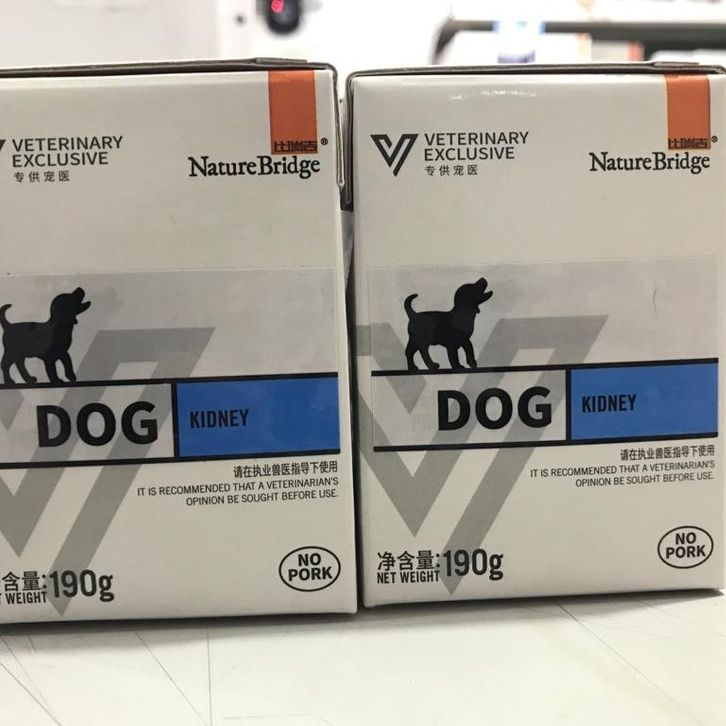 VETERINARY
EXCLUSIVE
专供宠医
比瑞吉®
NatureBridge
DOG
KIDNEY
请在执业兽医指导下使用
IT IS RECOMMENDED THAT A VETERINARIAN'S
OPINION BE SOUGHT BEFORE USE.
含量:190g
WEIGHT
NO
PORK
VETERINARY
EXCLUSIVE
专供宠医
比瑞吉®
NatureBridge
DOG
KIDNEY
请在执业兽医指导下使用
IT IS RECOMMENDED THAT A VETERINARIAN'S
OPINION BE SOUGHT BEFORE USE.
净含量:190g
NET WEIGHT
NO
PORK